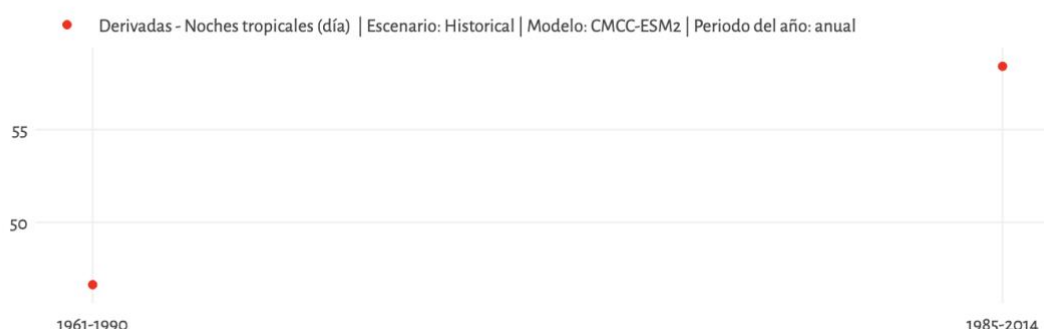 Derivadas - Noches tropicales (día) | Escenario: Historical | Modelo: CMCC-ESM2 | Periodo del año: anual
55
50
1961-1990 1985-2014